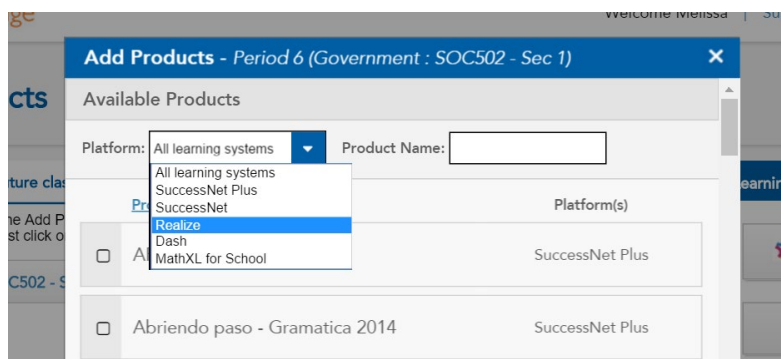 Welcome Melissa
Add Products - Period 6 (Government : SOC502 - Sec 1)
cts
Available Products
Platform: All learning systems Product Name:
All learning systems
SuccessNet Plus
SuccessNet
Realize
Dash
MathXL for School
Platform(s)
SuccessNet Plus
Abriendo paso - Gramatica 2014 SuccessNet Plus